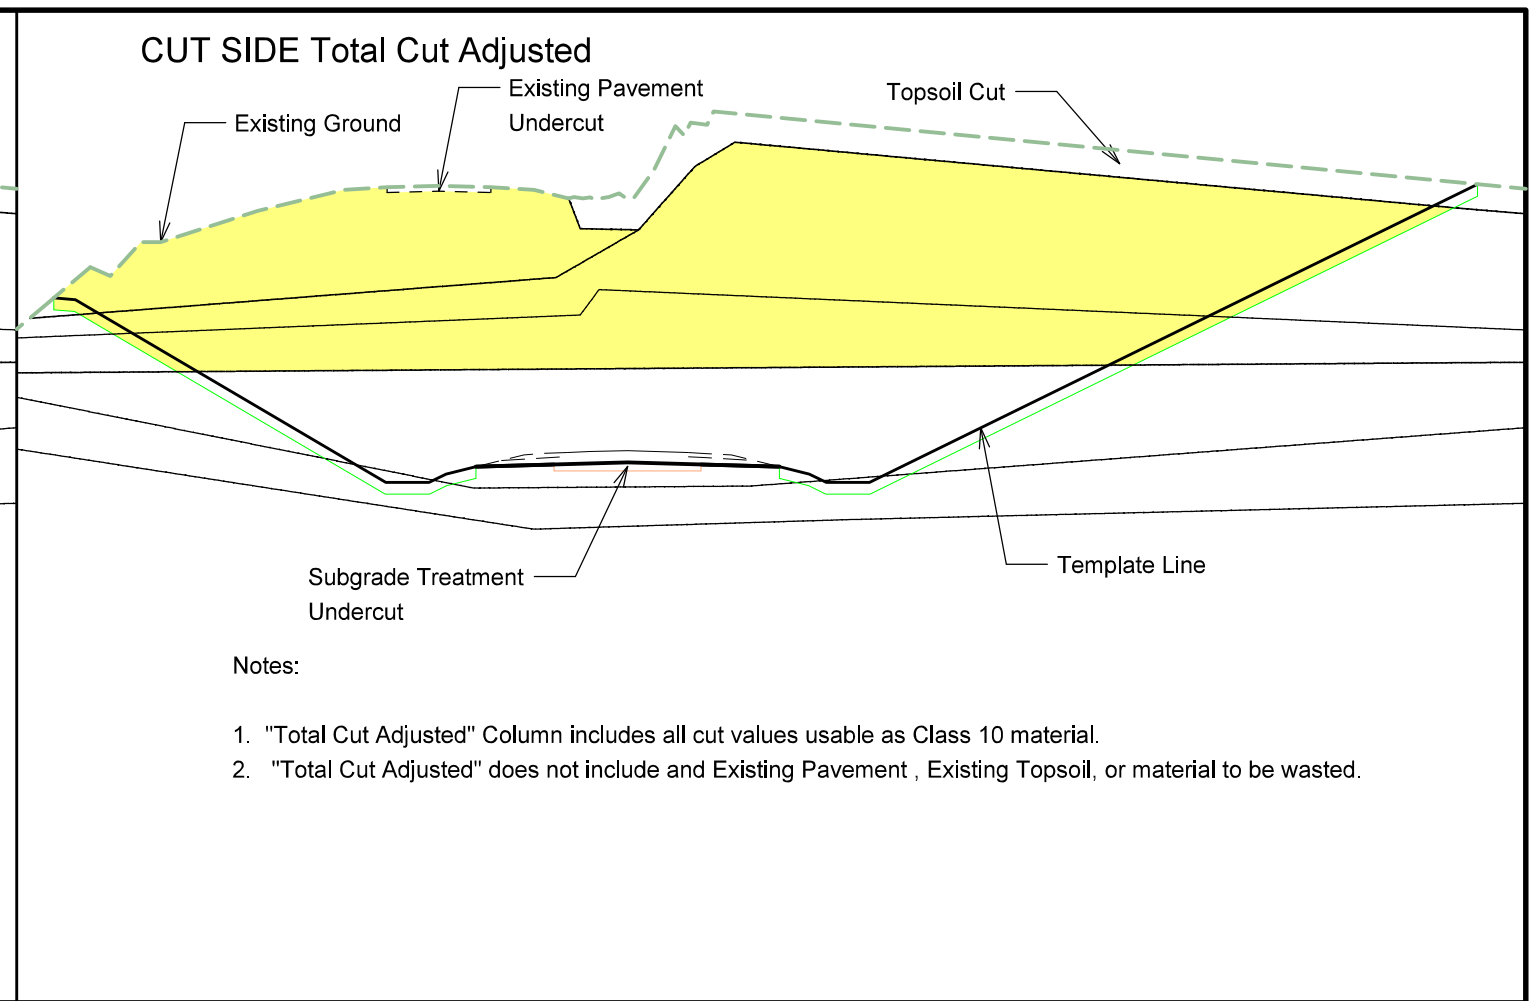 CUT SIDE Total Cut Adjusted
Existing Pavement
Undercut
Topsoil Cut
Existing Ground
Template Line
Subgrade Treatment
Undercut
Notes:
1. "Total Cut Adjusted" Column includes all cut values usable as Class 10 material.
2. "Total Cut Adjusted" does not include and Existing Pavement , Existing Topsoil, or material to be wasted.